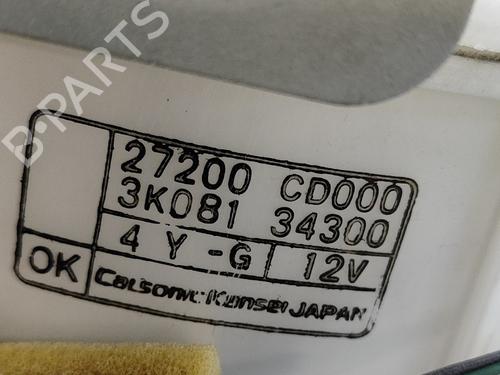 B-PARTS
27200 CD000
3K081 34300
4 Y -G 12V
OK
Calsonic Kansei JAPAN